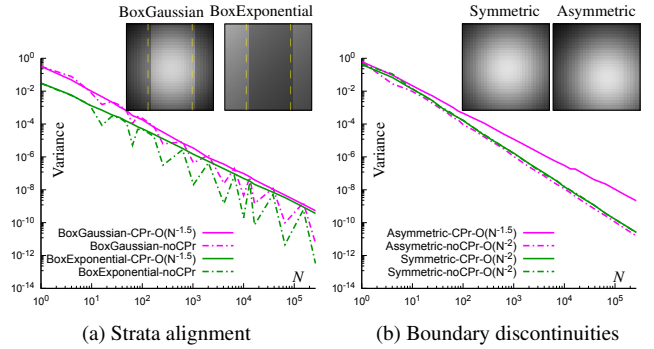 BoxGaussian BoxExponential
10^0
10^-2
10^-4
10^-6
10^-8
10^-10
10^-12
10^-14
Variance
BoxGaussian-CPr-O(N^-1.5)
BoxGaussian-noCPr
BoxExponential-CPr-O(N^-1.5)
BoxExponential-noCPr
N
10^0 10^1 10^2 10^3 10^4 10^5
(a) Strata alignment
Symmetric Asymmetric
10^0
10^-2
10^-4
10^-6
10^-8
10^-10
10^-12
10^-14
Variance
Asymmetric-CPr-O(N^-1.5)
Assymetric-noCPr-O(N^-2)
Symmetric-CPr-O(N^-2)
Symmetric-noCPr-O(N^-2)
N
10^0 10^1 10^2 10^3 10^4 10^5
(b) Boundary discontinuities